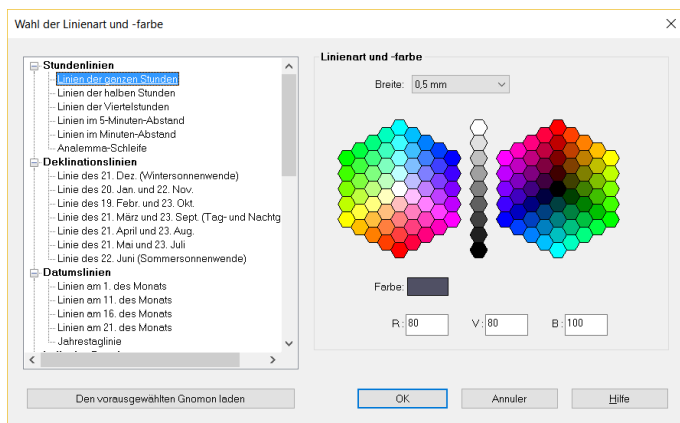 Wahl der Linienart und -farbe
Stundenlinien
Linien der ganzen Stunden
Linien der halben Stunden
Linien der Viertelstunden
Linien im 5-Minuten-Abstand
Linien im Minuten-Abstand
Analemma-Schleife
Deklinationslinien
Linie des 21. Dez. (Wintersonnenwende)
Linie des 20. Jan. und 22. Nov.
Linie des 19. Febr. und 23. Okt.
Linie des 21. März und 23. Sept. (Tag- und Nachtg
Linie des 21. April und 23. Aug.
Linie des 21. Mai und 23. Juli
Linie des 22. Juni (Sommersonnenwende)
Datumslinien
Linien am 1. des Monats
Linien am 11. des Monats
Linien am 16. des Monats
Linien am 21. des Monats
Jahrestaglinie
Den vorausgewählten Gnomon laden
Linienart und -farbe
Breite: 0,5 mm
Farbe:
R: 80 V: 80 B: 100
OK Annuler Hilfe